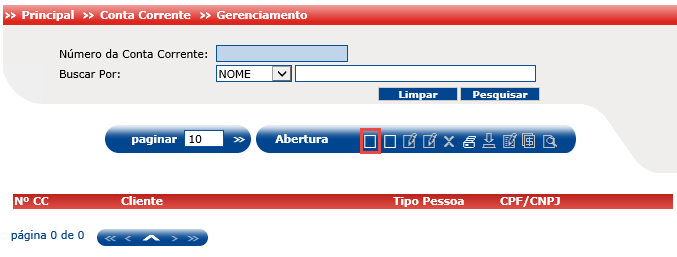 >> Principal >> Conta Corrente >> Gerenciamento
Número da Conta Corrente:
Buscar Por: NOME
Limpar Pesquisar
paginar 10 >> Abertura
Nº CC Cliente Tipo Pessoa CPF/CNPJ
página 0 de 0 << < > >>